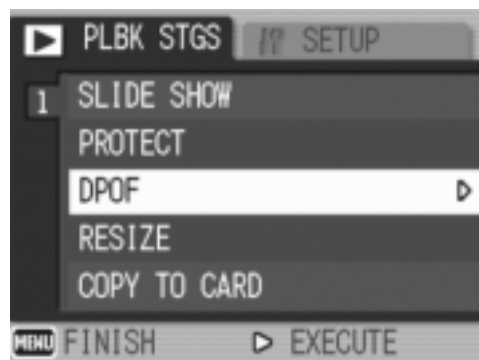 PLBK STGS SETUP
1 SLIDE SHOW
PROTECT
DPOF
RESIZE
COPY TO CARD
MENU FINISH EXECUTE